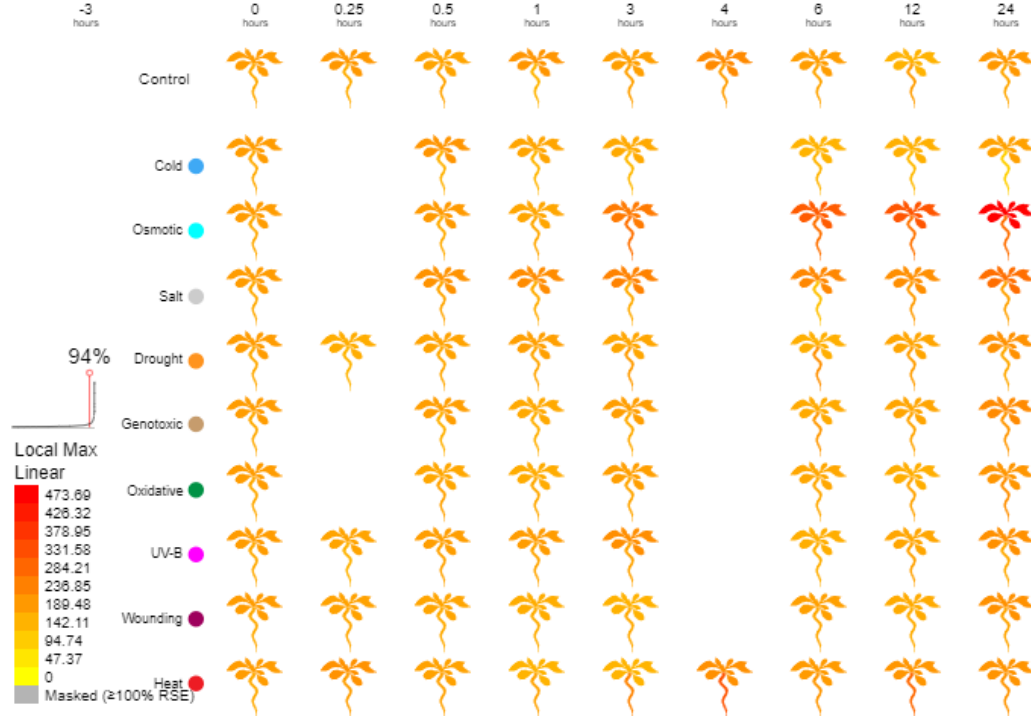 -3 0 0.25 0.5 1 3 4 6 12 24
hours hours hours hours hours hours hours hours hours hours
Control
Cold
Osmotic
Salt
Drought
94%
Genotoxic
Local Max
Linear
473.69
426.32
378.95
331.58
284.21
236.85
189.48
142.11
94.74
47.37
0
Masked (≥100% RSE)
Oxidative
UV-B
Wounding
Heat